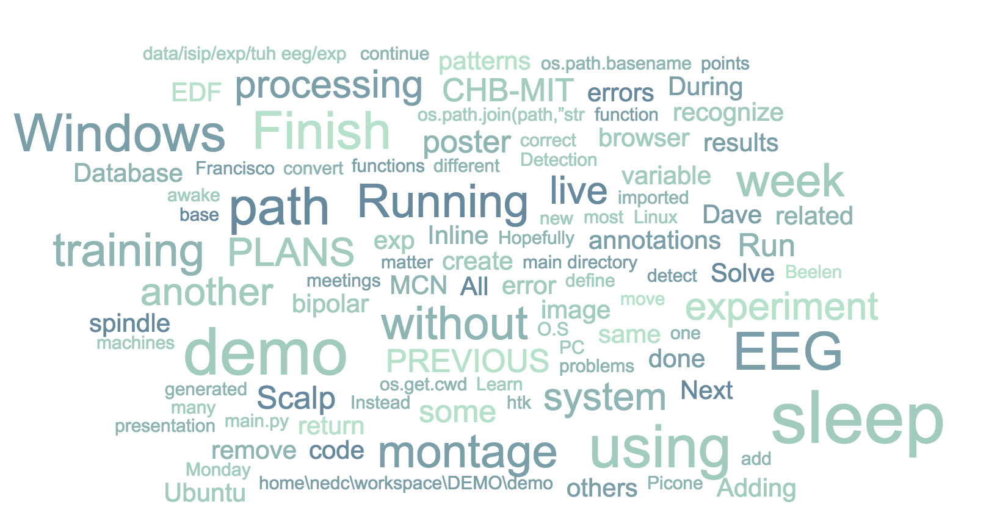 data/isip/exp/tuh eeg/exp continue patterns os.path.basename points
EDF processing CHB-MIT errors During
Windows Finish os.path.join(path,”str function recognize
poster correct browser results
Database Francisco convert functions different Detection variable week
awake path Running live imported
base new most Linux Dave related
training PLANS exp Inline Hopefully annotations Run
matter create main directory
another meetings MCN All error define detect Solve Beelen
bipolar image move experiment
spindle without O.S same one
machines demo PREVIOUS PC problems done EEG
generated Scalp os.get.cwd Learn system Next
many Instead some htk sleep
presentation main.py return
remove code montage using add
Monday
Ubuntu home\nedc\workspace\DEMO\demo others Picone Adding